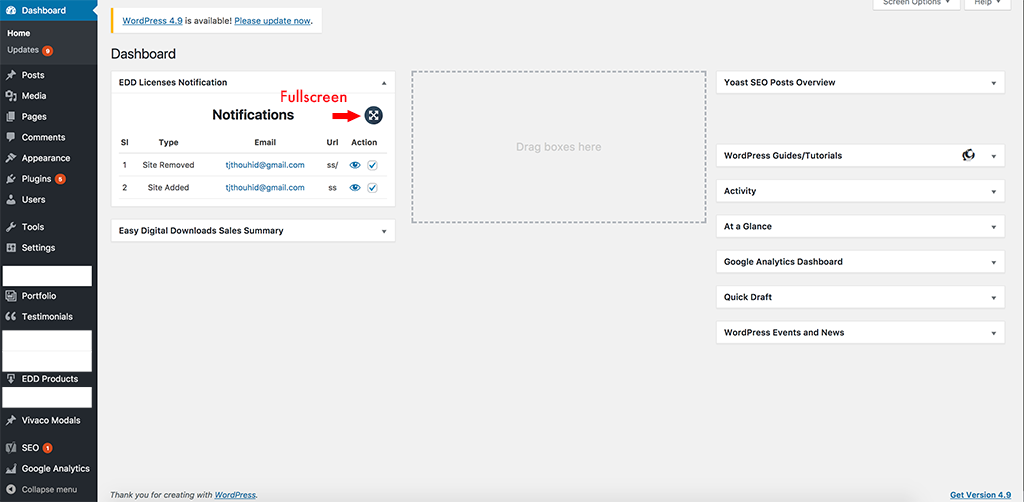 Dashboard
Home
Updates 9
Posts
Media
Pages
Comments
Appearance
Plugins 5
Users
Tools
Settings
Portfolio
Testimonials
EDD Products
Vivaco Modals
SEO 1
Google Analytics
Collapse menu
Screen Options
Help
WordPress 4.9 is available! Please update now.
Dashboard
EDD Licenses Notification
Fullscreen
Notifications
Sl Type Email Url Action
1 Site Removed tjthouhid@gmail.com ss/
2 Site Added tjthouhid@gmail.com ss
Easy Digital Downloads Sales Summary
Drag boxes here
Yoast SEO Posts Overview
WordPress Guides/Tutorials
Activity
At a Glance
Google Analytics Dashboard
Quick Draft
WordPress Events and News
Thank you for creating with WordPress.
Get Version 4.9